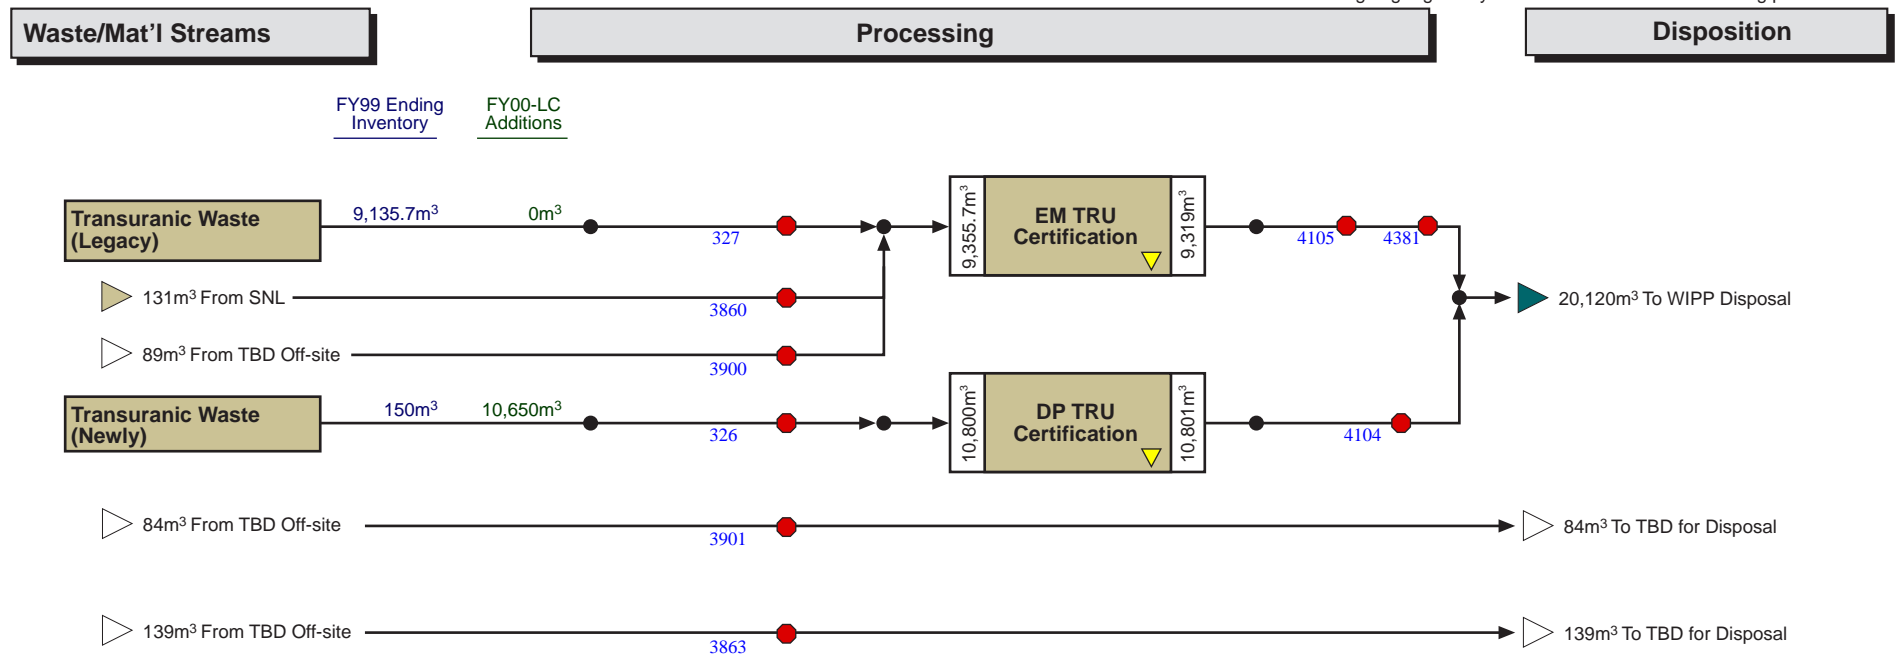 Waste/Mat’l Streams
Processing
Disposition
FY99 Ending
Inventory
FY00-LC
Additions
Transuranic Waste
(Legacy)
9,135.7m³
0m³
327
9,355.7m³
EM TRU
Certification
9,319m³
4105
4381
131m³ From SNL
3860
20,120m³ To WIPP Disposal
89m³ From TBD Off-site
3900
Transuranic Waste
(Newly)
150m³
10,650m³
326
10,800m³
DP TRU
Certification
10,801m³
4104
84m³ From TBD Off-site
3901
84m³ To TBD for Disposal
139m³ From TBD Off-site
3863
139m³ To TBD for Disposal